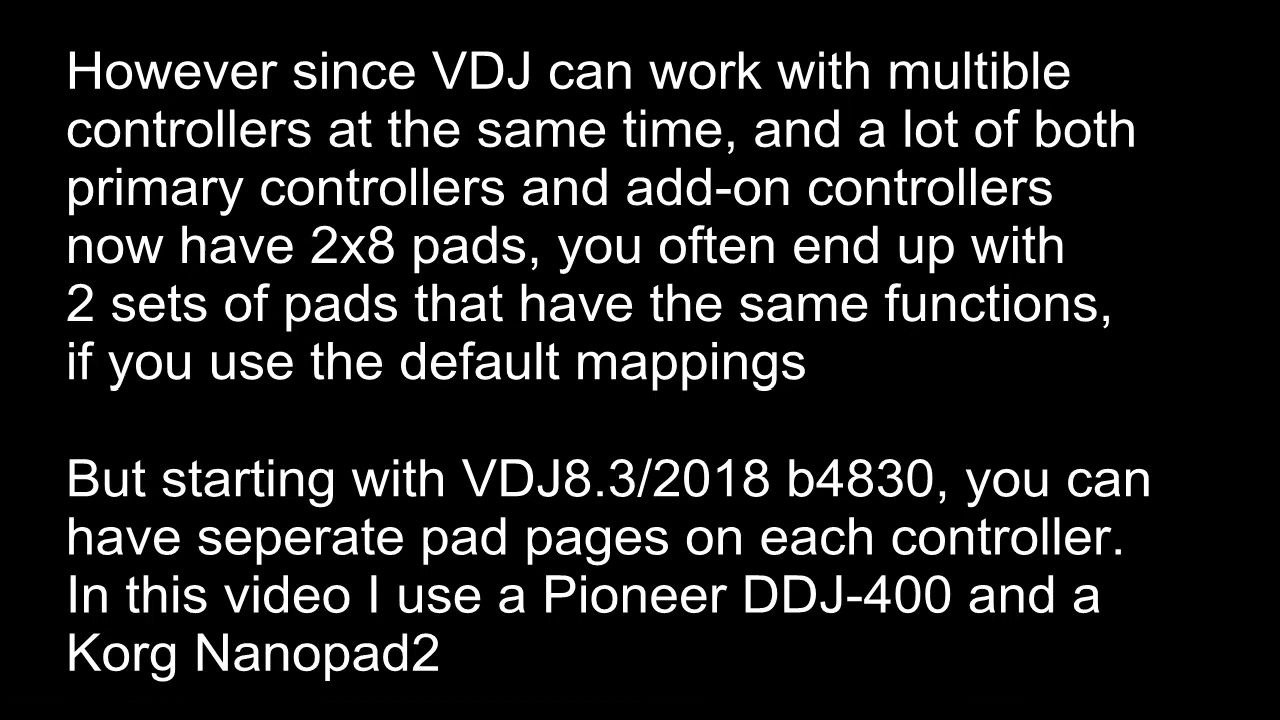 However since VDJ can work with multible
controllers at the same time, and a lot of both
primary controllers and add-on controllers
now have 2x8 pads, you often end up with
2 sets of pads that have the same functions,
if you use the default mappings
But starting with VDJ8.3/2018 b4830, you can
have seperate pad pages on each controller.
In this video I use a Pioneer DDJ-400 and a
Korg Nanopad2